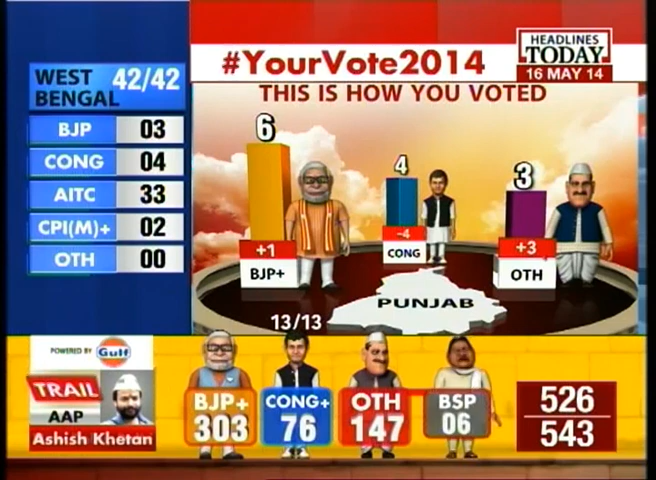 WEST BENGAL 42/42
BJP 03
CONG 04
AITC 33
CPI(M)+ 02
OTH 00
#YourVote2014
HEADLINES
TODAY
16 MAY 14
THIS IS HOW YOU VOTED
6
4
3
+1
BJP+
-4
CONG
+3
OTH
PUNJAB
13/13
POWERED BY Gulf
TRAIL
AAP
Ashish Khetan
BJP+
303
CONG+
76
OTH
147
BSP
06
526
543